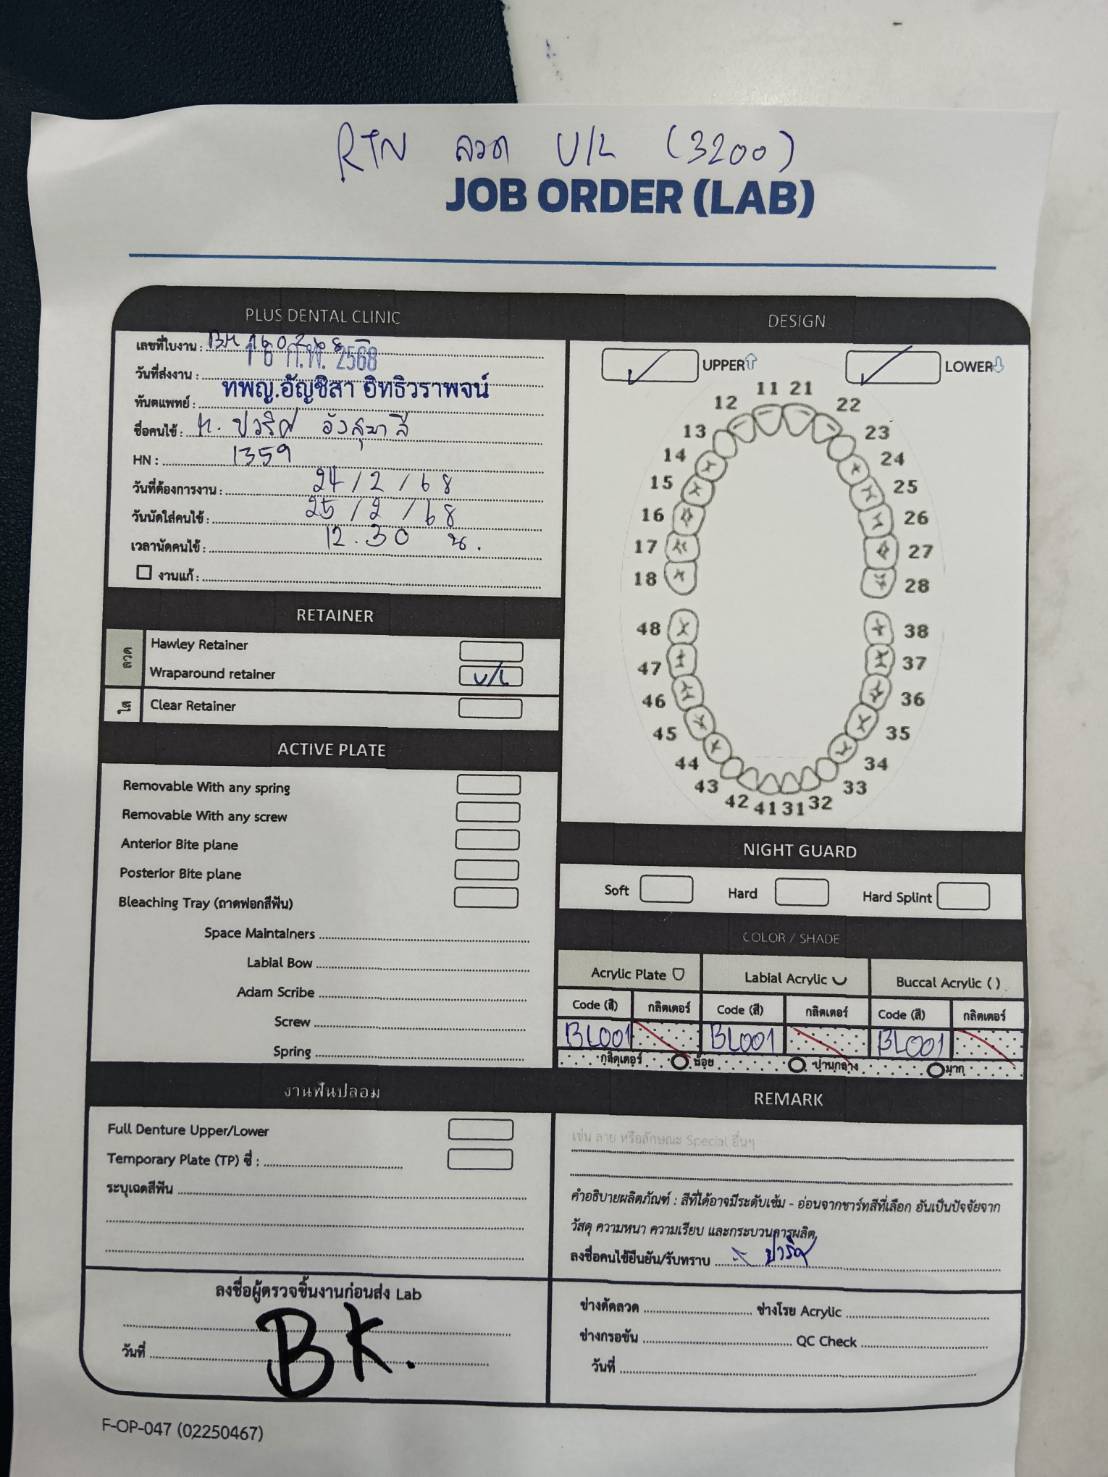 RTN ลวด U/L (3200)
JOB ORDER (LAB)
PLUS DENTAL CLINIC
เลขที่ใบงาน : BK 160268
วันที่ส่งงาน : 16 ก.พ. 2568
ทันตแพทย์ : ทพญ.อัญชิสา อิทธิวราพจน์
ชื่อคนไข้ : น. ปวริศ อังสุมาลี
HN : 1359
วันที่ต้องการงาน : 24/2/68
วันนัดใส่คนไข้ : 25/2/68
เวลานัดคนไข้ : 12.30 น.
งานแก้ :
RETAINER
ลวด
Hawley Retainer
Wraparound retainer U/L
ใส
Clear Retainer
ACTIVE PLATE
Removable With any spring
Removable With any screw
Anterior Bite plane
Posterior Bite plane
Bleaching Tray (ถาดฟอกสีฟัน)
Space Maintainers
Labial Bow
Adam Scribe
Screw
Spring
งานฟันปลอม
Full Denture Upper/Lower
Temporary Plate (TP) ซี่ :
ระบุเฉดสีฟัน
ลงชื่อผู้ตรวจชิ้นงานก่อนส่ง Lab
BK.
วันที่
DESIGN
UPPER LOWER
11 21
12 22
13 23
14 24
15 25
16 26
17 27
18 28
48 38
47 37
46 36
45 35
44 34
43 33
42 41 31 32
NIGHT GUARD
Soft Hard Hard Splint
COLOR / SHADE
Acrylic Plate Labial Acrylic Buccal Acrylic ( )
Code (สี) กลิตเตอร์ Code (สี) กลิตเตอร์ Code (สี) กลิตเตอร์
BL001 BL001 BL001
กลิตเตอร์ น้อย ปานกลาง มาก
REMARK
เช่น ลาย หรือลักษณะ Special อื่นๆ
คำอธิบายผลิตภัณฑ์ : สีที่ได้อาจมีระดับเข้ม - อ่อนจากชาร์ทสีที่เลือก อันเป็นปัจจัยจาก
วัสดุ ความหนา ความเรียบ และกระบวนการผลิต
ลงชื่อคนไข้ยืนยัน/รับทราบ ปวริศ
ช่างดัดลวด ช่างโรย Acrylic
ช่างกรอขัน QC Check
วันที่
F-OP-047 (02250467)